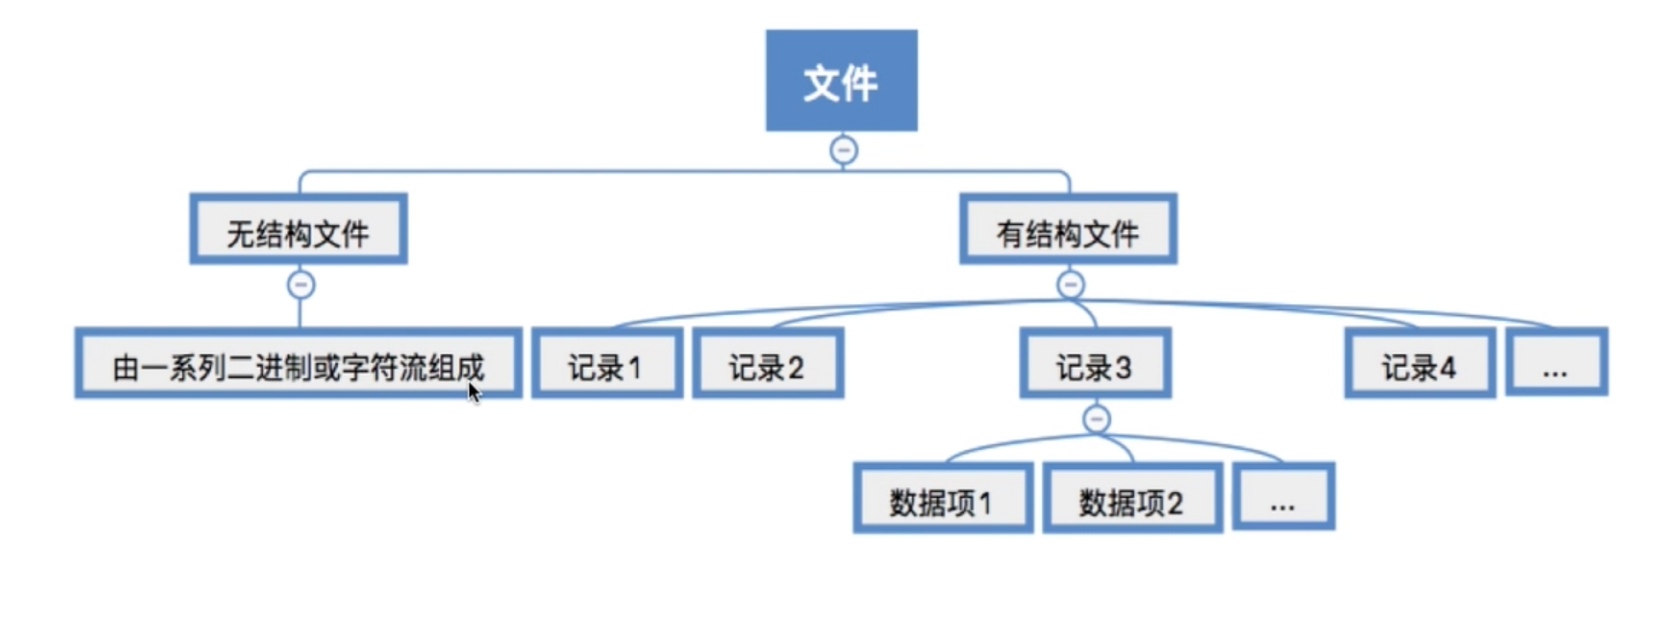 文件
无结构文件
有结构文件
由一系列二进制或字符流组成
记录1
记录2
记录3
记录4
...
数据项1
数据项2
...